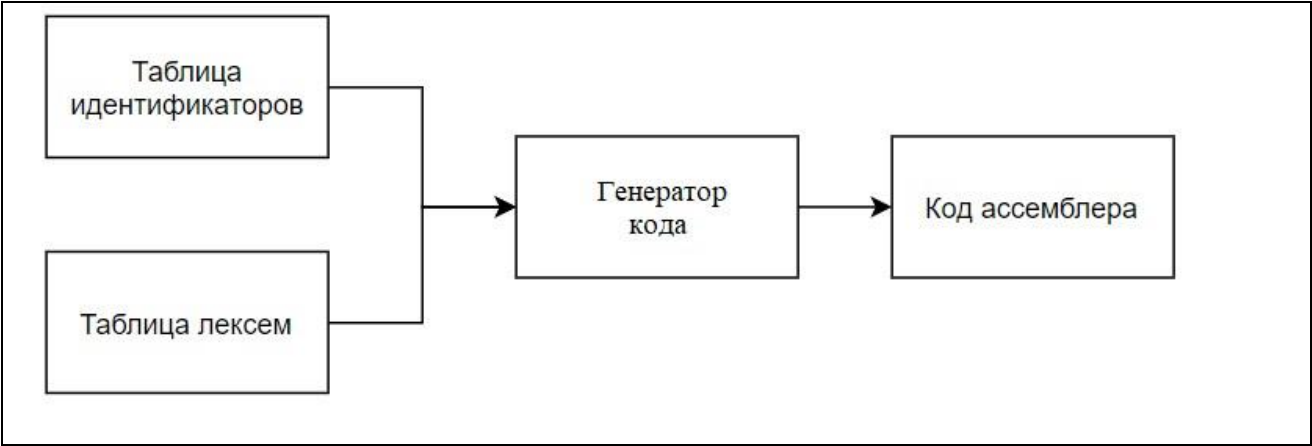 Таблица
идентификаторов
Генератор
кода
Код ассемблера
Таблица лексем